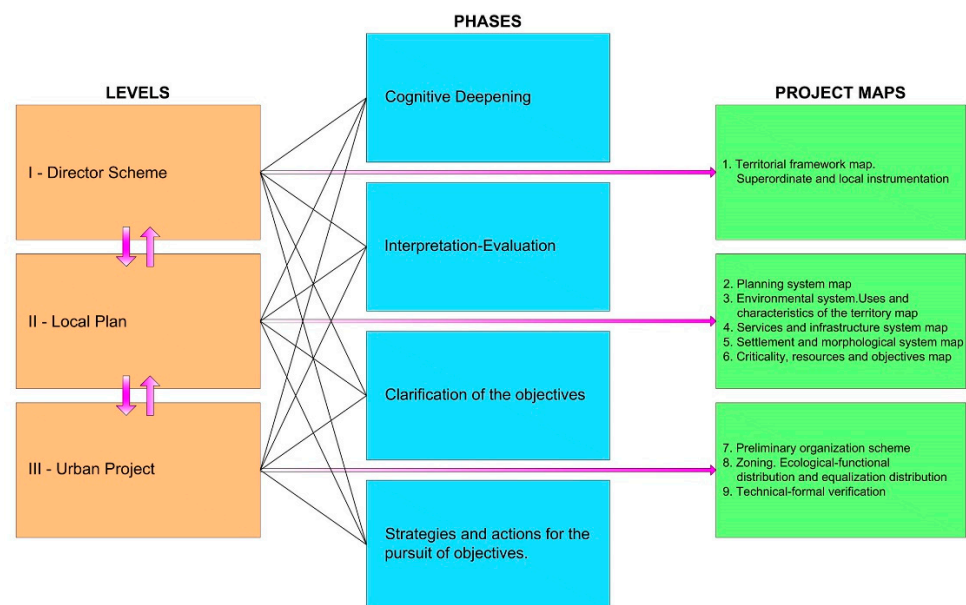 LEVELS
I - Director Scheme
II - Local Plan
III - Urban Project
PHASES
Cognitive Deepening
Interpretation-Evaluation
Clarification of the objectives
Strategies and actions for the
pursuit of objectives.
PROJECT MAPS
1. Territorial framework map.
Superordinate and local instrumentation
2. Planning system map
3. Environmental system.Uses and
characteristics of the territory map
4. Services and infrastructure system map
5. Settlement and morphological system map
6. Criticality, resources and objectives map
7. Preliminary organization scheme
8. Zoning. Ecological-functional
distribution and equalization distribution
9. Technical-formal verification